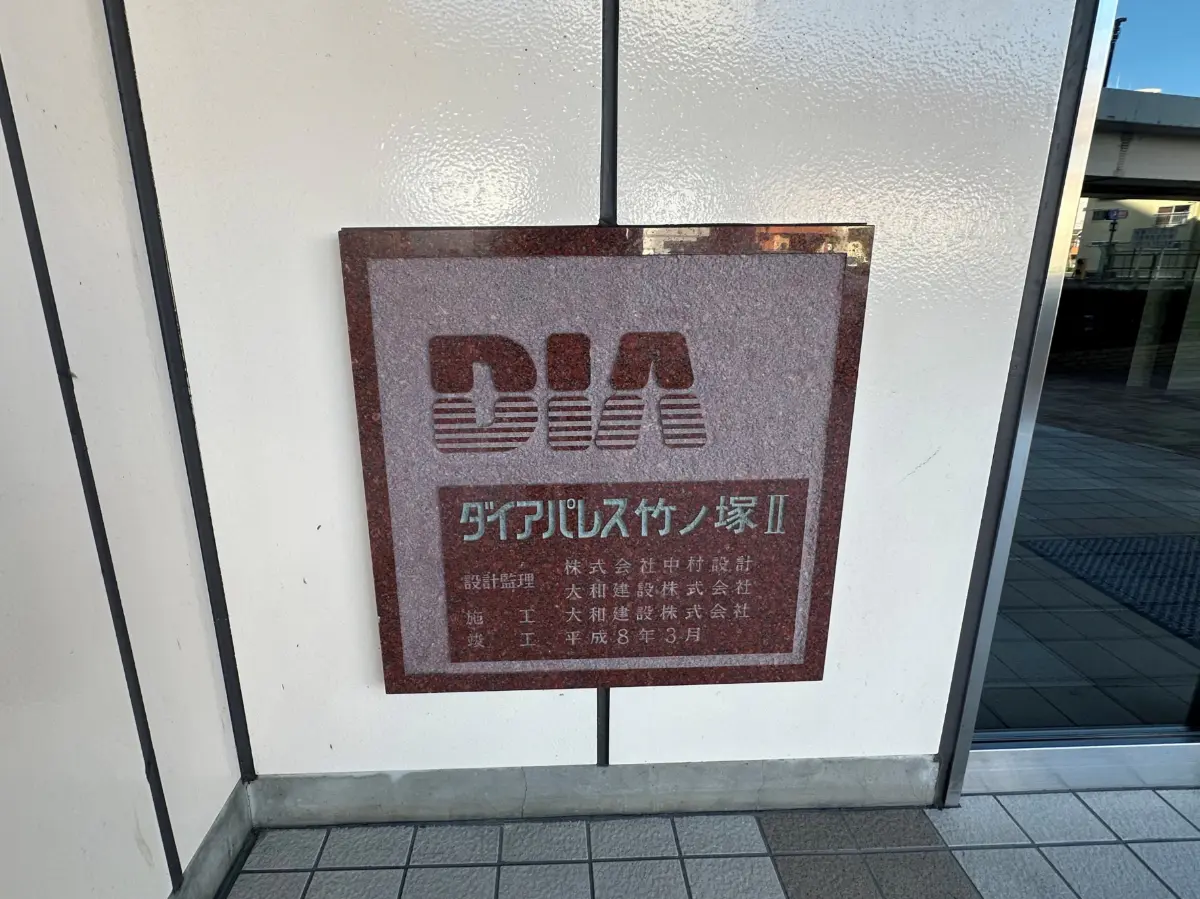 DIA
ダイアパレス竹ノ塚Ⅱ
設計監理 株式会社中村設計
大和建設株式会社
施工 大和建設株式会社
竣工 平成8年3月